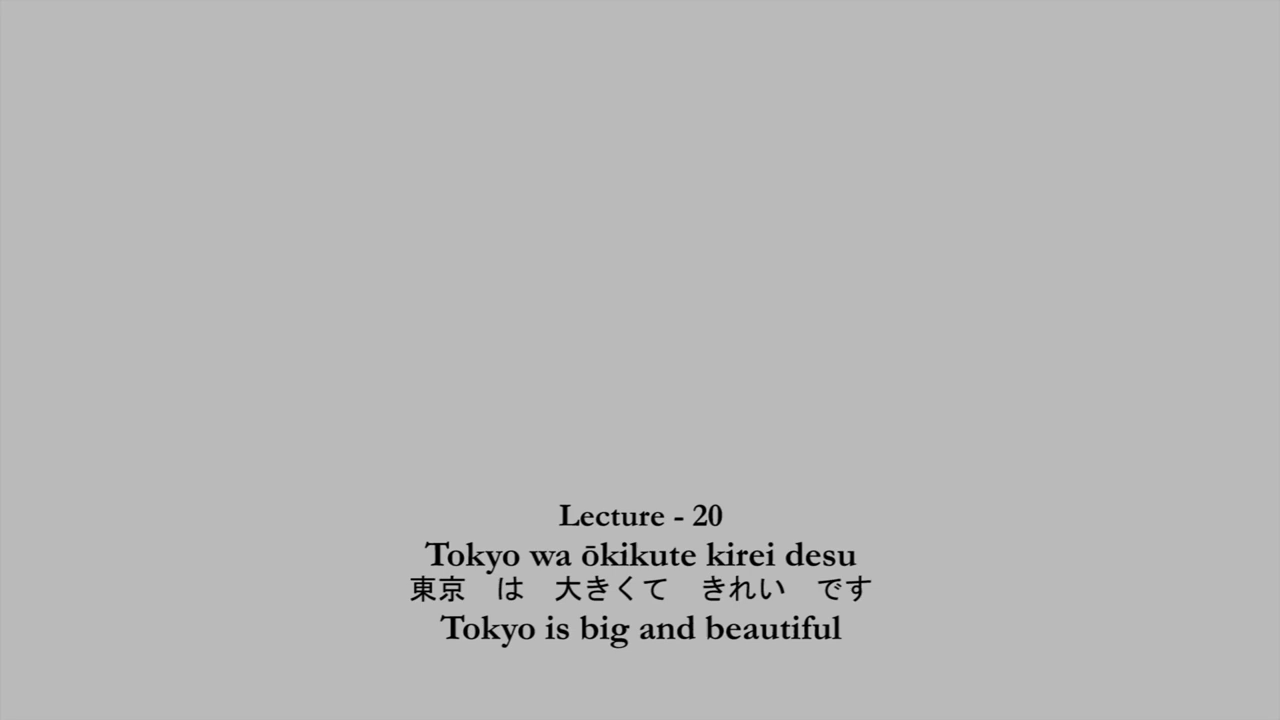 Lecture - 20
Tokyo wa ōkikute kirei desu
東京　は　大きくて　きれい　です
Tokyo is big and beautiful